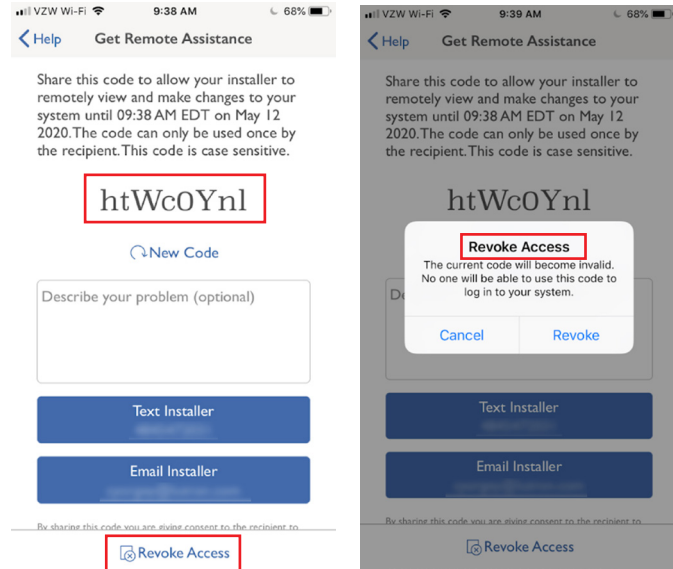 VZW Wi-Fi 9:38 AM 68%
Help Get Remote Assistance
Share this code to allow your installer to
remotely view and make changes to your
system until 09:38 AM EDT on May 12
2020. The code can only be used once by
the recipient. This code is case sensitive.
htWc0Ynl
New Code
Describe your problem (optional)
Text Installer
Email Installer
By sharing this code you are giving consent to the recipient to
Revoke Access
VZW Wi-Fi 9:39 AM 68%
Help Get Remote Assistance
Share this code to allow your installer to
remotely view and make changes to your
system until 09:38 AM EDT on May 12
2020. The code can only be used once by
the recipient. This code is case sensitive.
htWc0Ynl
Revoke Access
The current code will become invalid.
No one will be able to use this code to
log in to your system.
Cancel Revoke
Text Installer
Email Installer
By sharing this code you are giving consent to the recipient to
Revoke Access